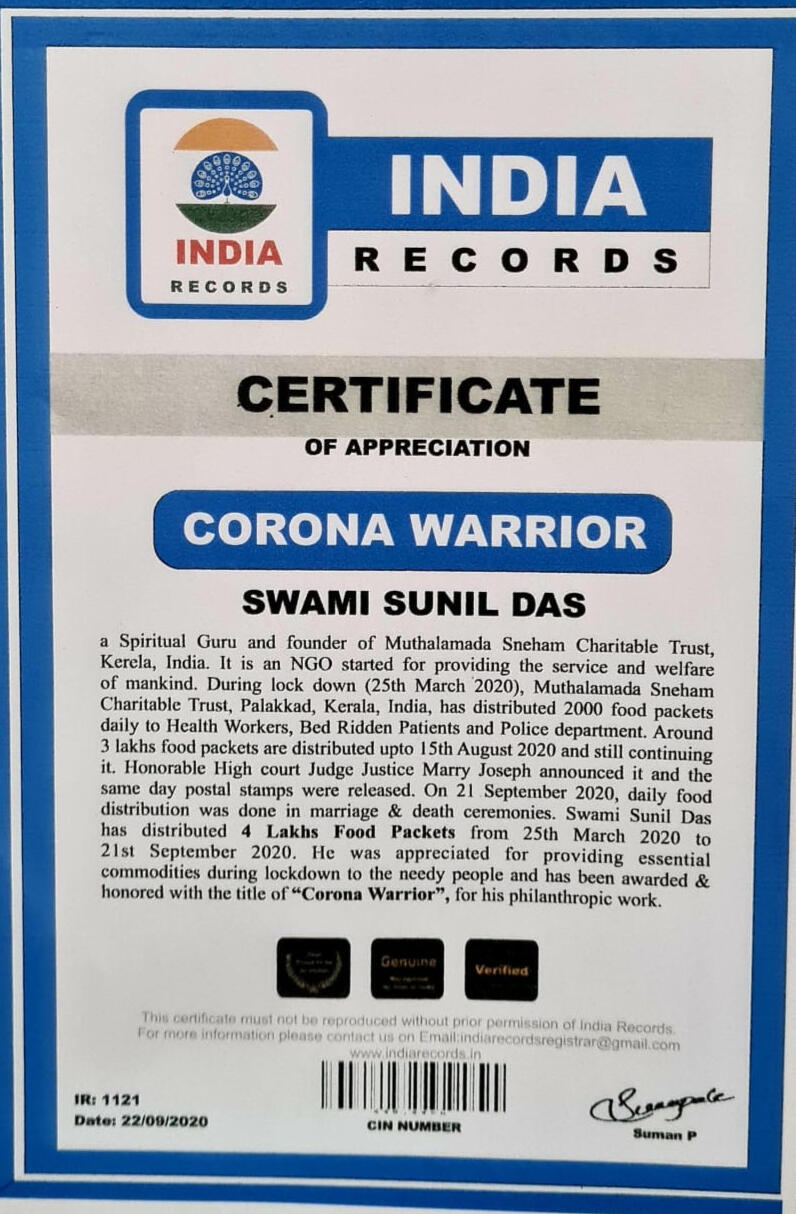 INDIA
RECORDS
INDIA
RECORDS
CERTIFICATE
OF APPRECIATION
CORONA WARRIOR
SWAMI SUNIL DAS
a Spiritual Guru and founder of Muthalamada Sneham Charitable Trust,
Kerela, India. It is an NGO started for providing the service and welfare
of mankind. During lock down (25th March 2020), Muthalamada Sneham
Charitable Trust, Palakkad, Kerala, India, has distributed 2000 food packets
daily to Health Workers, Bed Ridden Patients and Police department. Around
3 lakhs food packets are distributed upto 15th August 2020 and still continuing
it. Honorable High court Judge Justice Marry Joseph announced it and the
same day postal stamps were released. On 21 September 2020, daily food
distribution was done in marriage & death ceremonies. Swami Sunil Das
has distributed 4 Lakhs Food Packets from 25th March 2020 to
21st September 2020. He was appreciated for providing essential
commodities during lockdown to the needy people and has been awarded &
honored with the title of “Corona Warrior”, for his philanthropic work.
Genuine
Verified
This certificate must not be reproduced without prior permission of India Records.
For more information please contact us on Email:indiarecordsregistrar@gmail.com
www.indiarecords.in
IR: 1121
Date: 22/09/2020
CIN NUMBER
Suman P